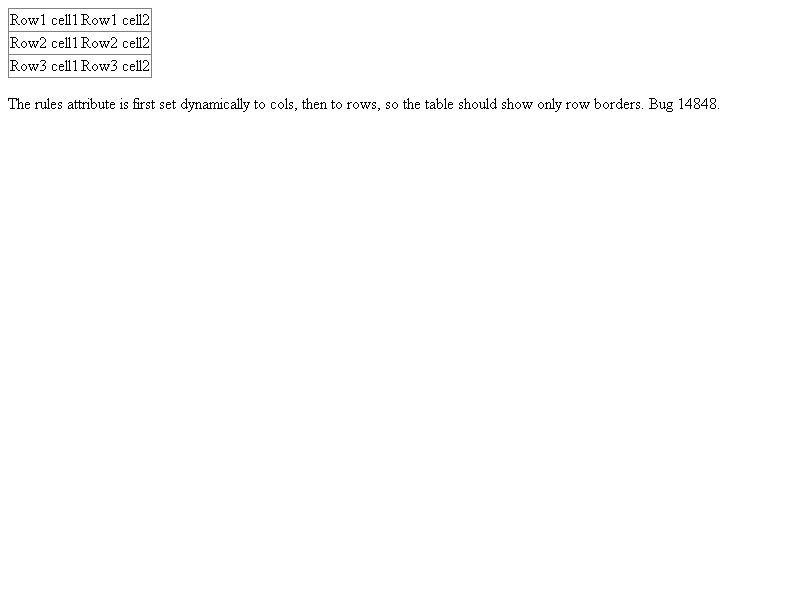 Row1 cell1 Row1 cell2
Row2 cell1 Row2 cell2
Row3 cell1 Row3 cell2
The rules attribute is first set dynamically to cols, then to rows, so the table should show only row borders. Bug 14848.